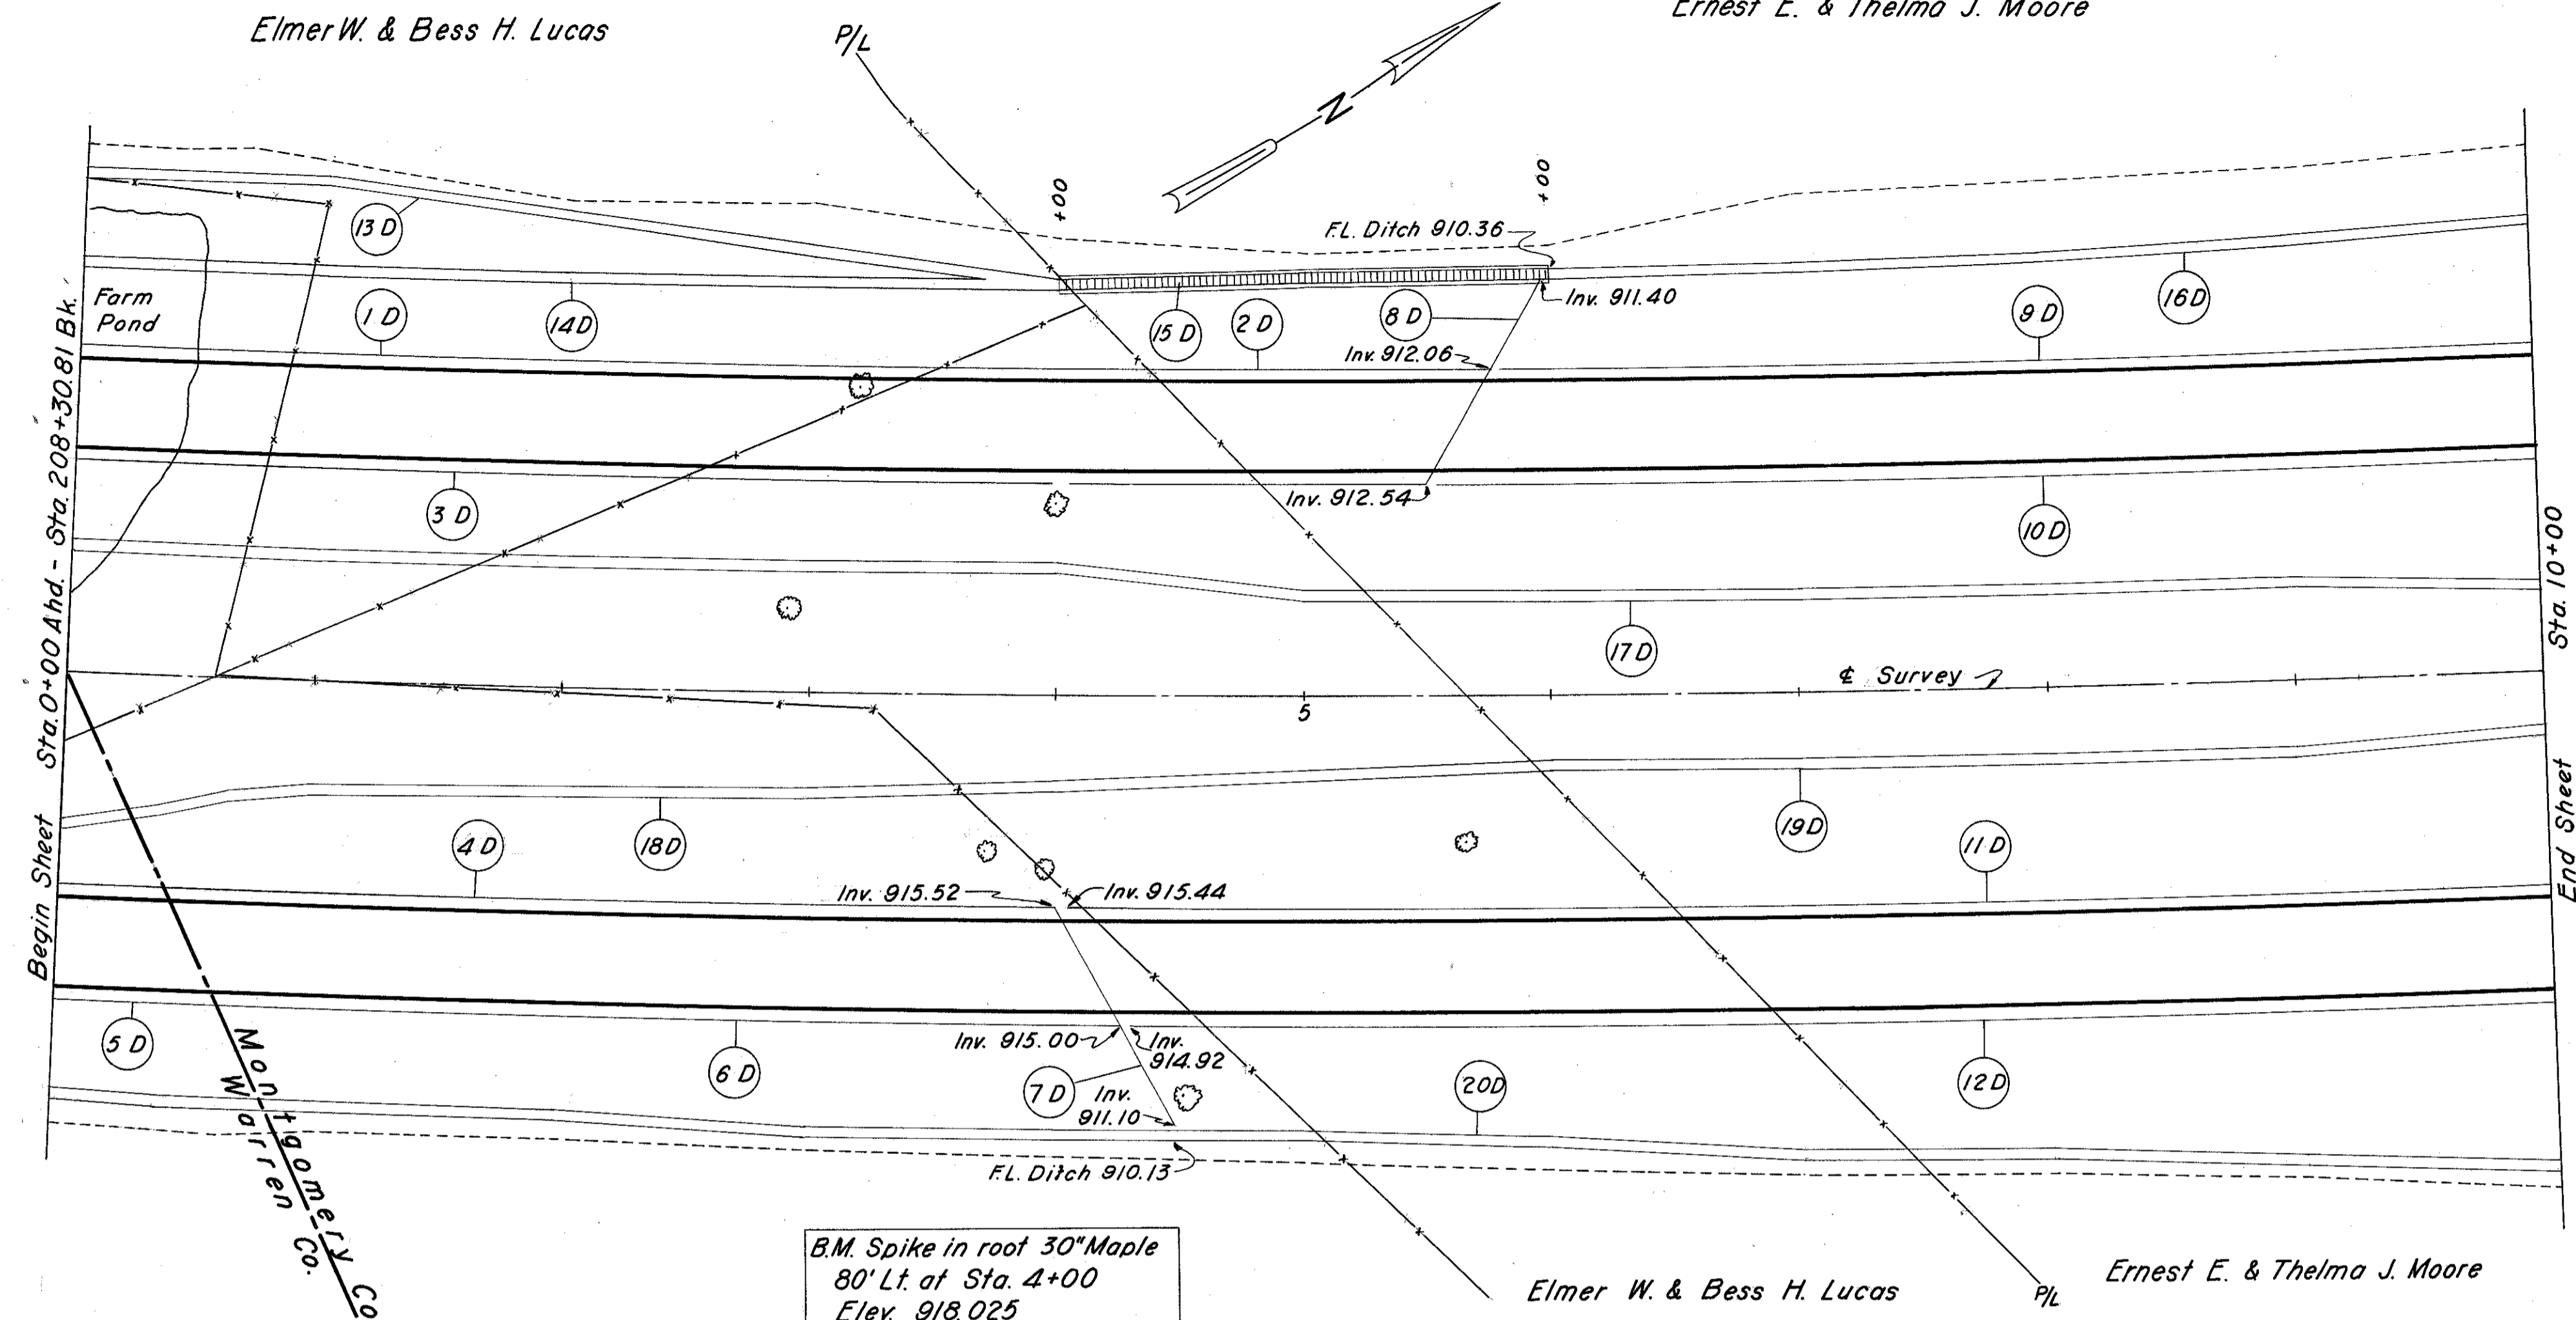 Elmer W. & Bess H. Lucas
P/L
Ernest E. & Thelma J. Moore
N
+00
+00
F.L. Ditch 910.36
13 D
Farm
Pond
1 D
14D
15 D
2 D
8 D
Inv. 911.40
9 D
16D
Inv. 912.06
Inv. 912.54
3 D
10D
17D
℄ Survey
5
Begin Sheet Sta. 0+00 Ahd. - Sta. 208+30.81 Bk.
Sta. 10+00
End Sheet
4 D
18D
19D
11 D
Inv. 915.52
Inv. 915.44
5 D
6 D
Inv. 915.00
Inv.
914.92
7 D
Inv.
911.10
20D
12D
F.L. Ditch 910.13
Montgomery Co
Warren Co.
B.M. Spike in root 30" Maple
80' Lt. at Sta. 4+00
Elev. 918.025
Elmer W. & Bess H. Lucas
P/L
Ernest E. & Thelma J. Moore